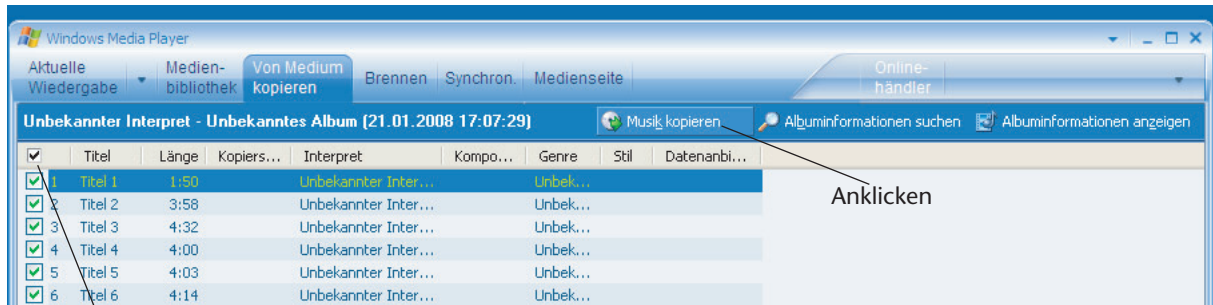 Windows Media Player
Aktuelle Wiedergabe Medien-bibliothek Von Medium kopieren Brennen Synchron. Medienseite Online-händler
Unbekannter Interpret - Unbekanntes Album (21.01.2008 17:07:29) Musik kopieren Albuminformationen suchen Albuminformationen anzeigen
Titel Länge Kopiers... Interpret Kompo... Genre Stil Datenanbi...
1 Titel 1 1:50 Unbekannter Inter... Unbek...
2 Titel 2 3:58 Unbekannter Inter... Unbek...
Anklicken
3 Titel 3 4:32 Unbekannter Inter... Unbek...
4 Titel 4 4:00 Unbekannter Inter... Unbek...
5 Titel 5 4:03 Unbekannter Inter... Unbek...
6 Titel 6 4:14 Unbekannter Inter... Unbek...